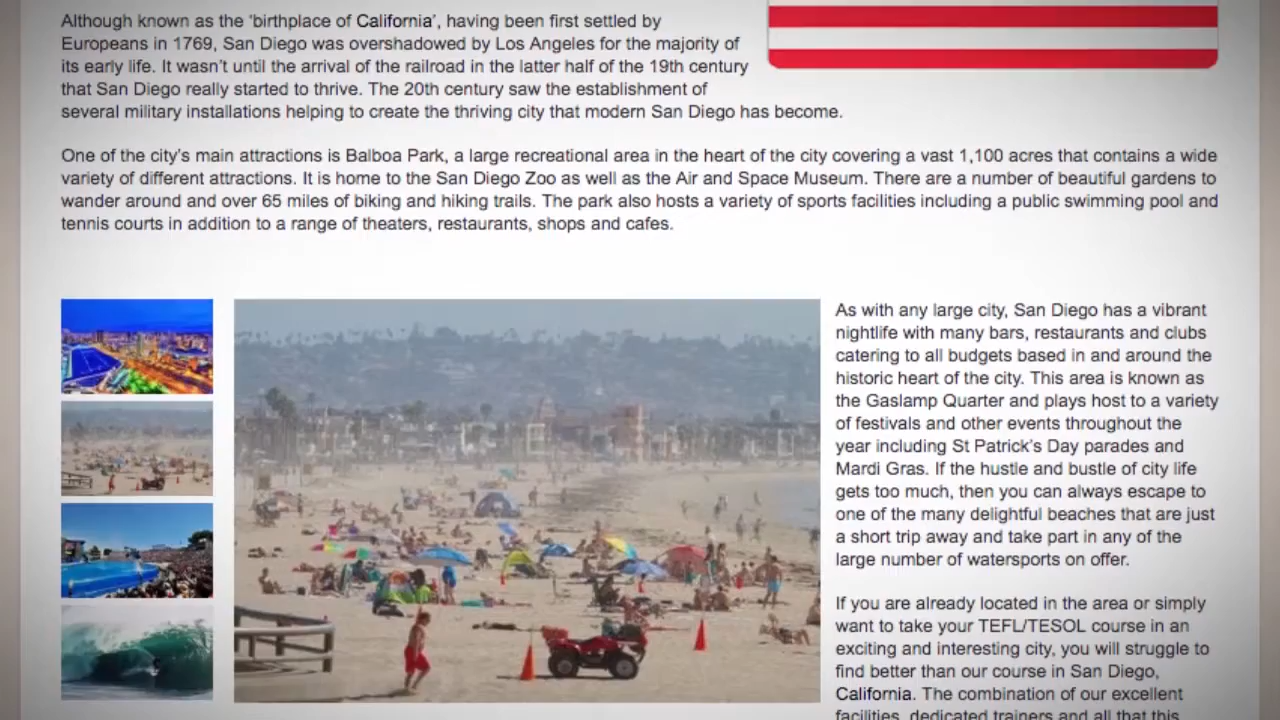 Although known as the 'birthplace of California', having been first settled by
Europeans in 1769, San Diego was overshadowed by Los Angeles for the majority of
its early life. It wasn't until the arrival of the railroad in the latter half of the 19th century
that San Diego really started to thrive. The 20th century saw the establishment of
several military installations helping to create the thriving city that modern San Diego has become.
One of the city's main attractions is Balboa Park, a large recreational area in the heart of the city covering a vast 1,100 acres that contains a wide
variety of different attractions. It is home to the San Diego Zoo as well as the Air and Space Museum. There are a number of beautiful gardens to
wander around and over 65 miles of biking and hiking trails. The park also hosts a variety of sports facilities including a public swimming pool and
tennis courts in addition to a range of theaters, restaurants, shops and cafes.
As with any large city, San Diego has a vibrant
nightlife with many bars, restaurants and clubs
catering to all budgets based in and around the
historic heart of the city. This area is known as
the Gaslamp Quarter and plays host to a variety
of festivals and other events throughout the
year including St Patrick's Day parades and
Mardi Gras. If the hustle and bustle of city life
gets too much, then you can always escape to
one of the many delightful beaches that are just
a short trip away and take part in any of the
large number of watersports on offer.
If you are already located in the area or simply
want to take your TEFL/TESOL course in an
exciting and interesting city, you will struggle to
find better than our course in San Diego,
California. The combination of our excellent
facilities, dedicated trainers and all that this